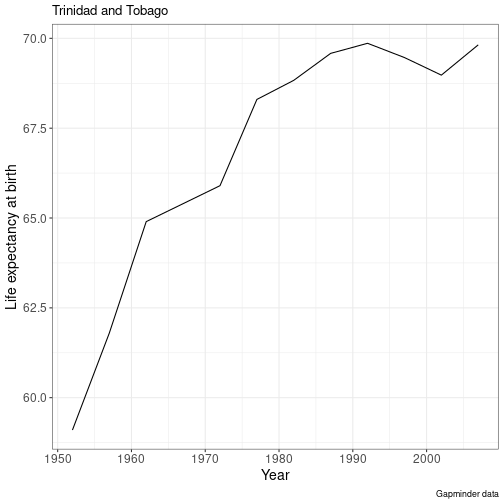 Trinidad and Tobago
70.0
67.5
65.0
62.5
60.0
Life expectancy at birth
1950 1960 1970 1980 1990 2000
Year
Gapminder data